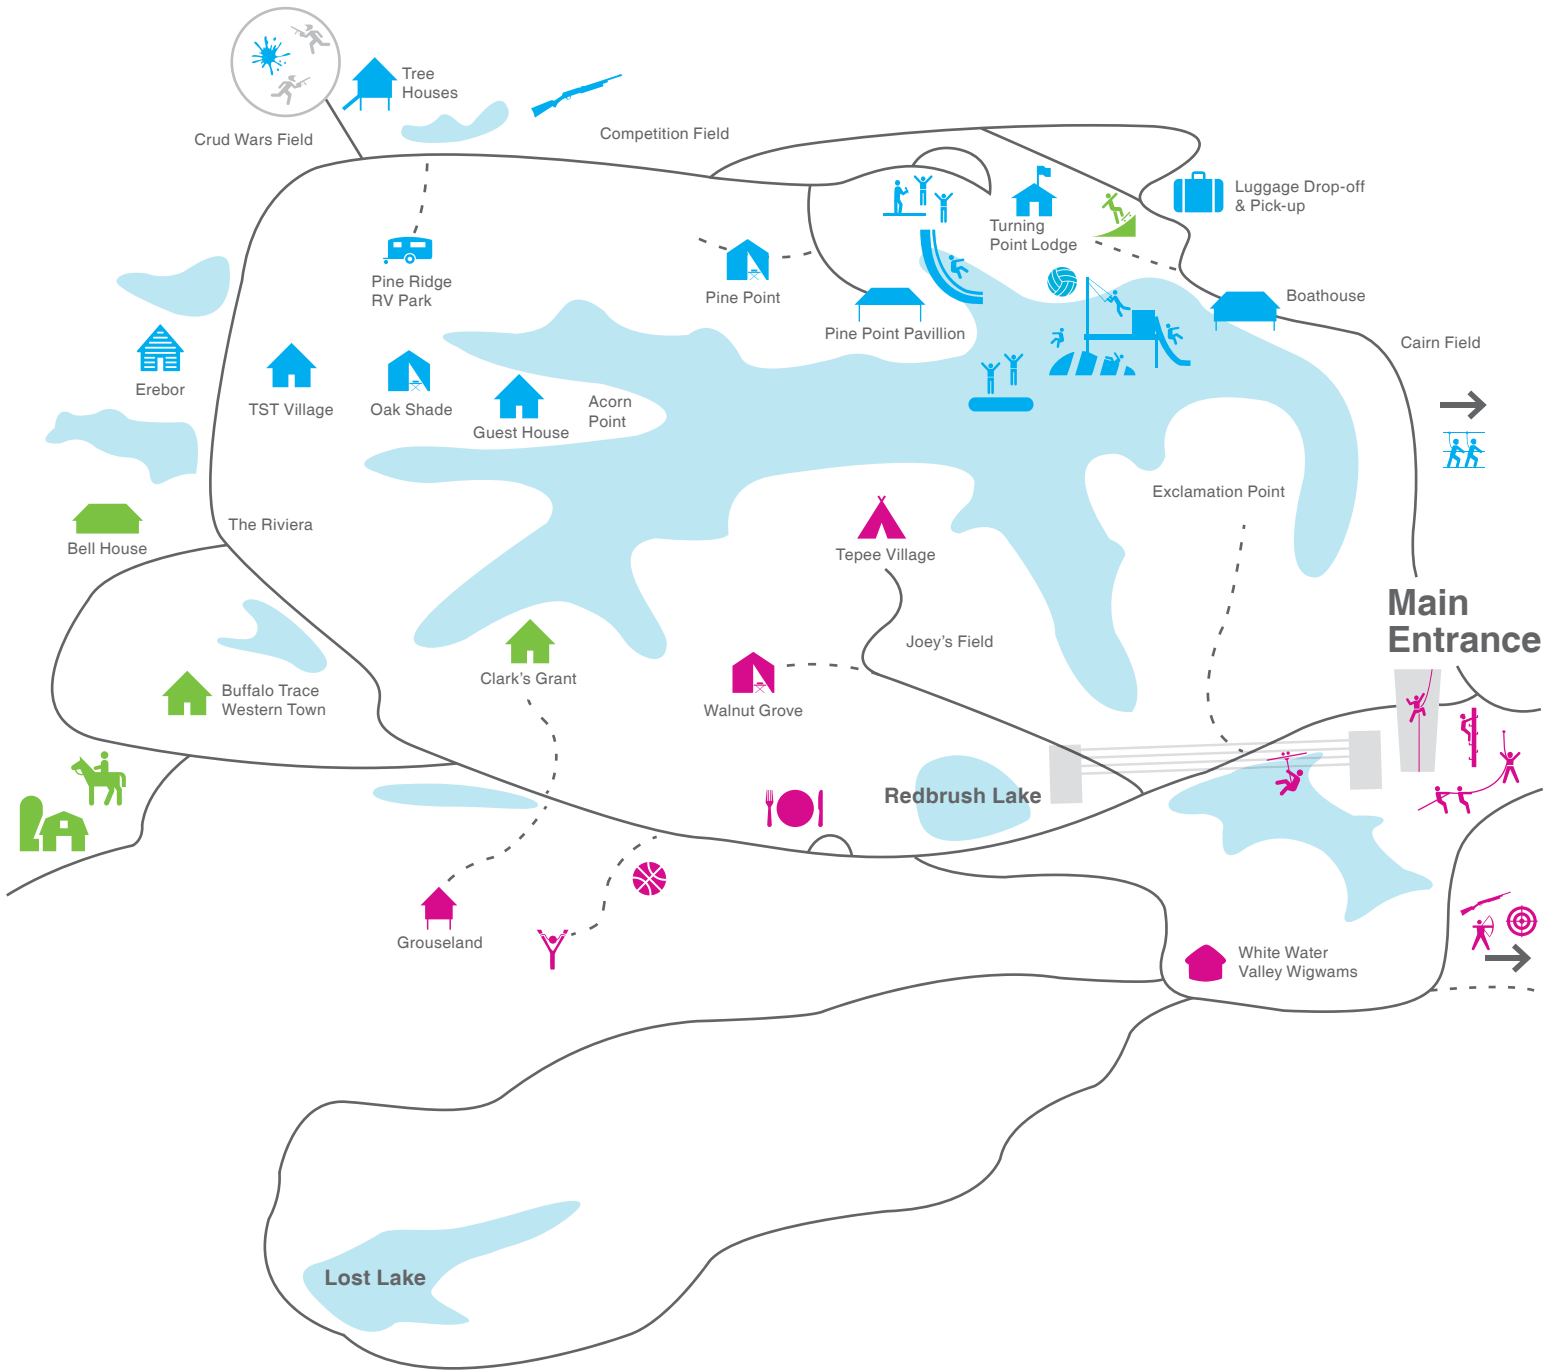 Tree
Houses
Crud Wars Field
Competition Field
Luggage Drop-off
& Pick-up
Turning
Point Lodge
Pine Ridge
RV Park
Pine Point
Pine Point Pavillion
Boathouse
Cairn Field
Erebor
TST Village
Oak Shade
Guest House
Acorn
Point
Exclamation Point
The Riviera
Bell House
Tepee Village
Main
Entrance
Joey’s Field
Clark’s Grant
Buffalo Trace
Western Town
Walnut Grove
Redbrush Lake
Grouseland
White Water
Valley Wigwams
Lost Lake